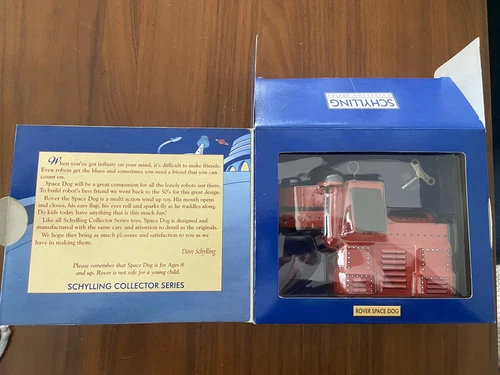 When you've got infinity on your mind, it's difficult to make friends.
Even robots get the blues and sometimes you need a friend that you can
count on.
Space Dog will be a great companion for all the lonely robots out there.
To build robot's best friend we went back to the 50's for this great design.
Rover the Space Dog is a multi action wind up toy. His mouth opens
and closes, his ears flap, his eyes roll and sparks fly as he waddles along.
Do kids today have anything that is this much fun?
Like all Schylling Collector Series toys, Space Dog is designed and
manufactured with the same care and attention to detail as the originals.
We hope they bring as much pleasure and satisfaction to you as we
have in making them.
Dave Schylling
Please remember that Space Dog is for Ages 8
and up. Rover is not safe for a young child.
SCHYLLING COLLECTOR SERIES
SCHYLLING
COLLECTOR SERIES
ROVER SPACE DOG